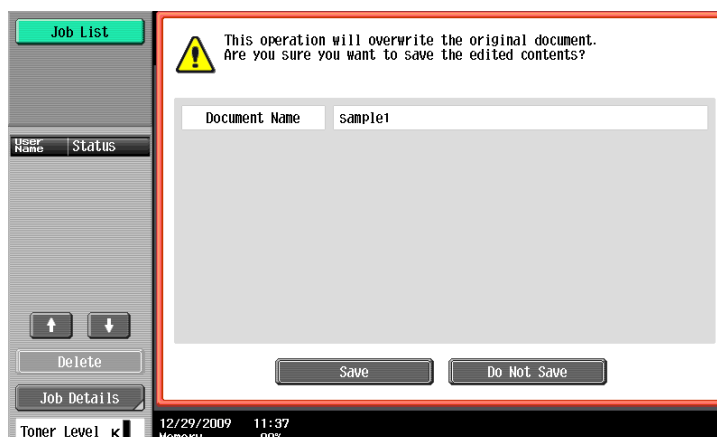 Job List
This operation will overwrite the original document.
Are you sure you want to save the edited contents?
Document Name
sample1
User Name
Status
Delete
Save
Do Not Save
Job Details
Toner Level K
12/29/2009 11:37
Memory